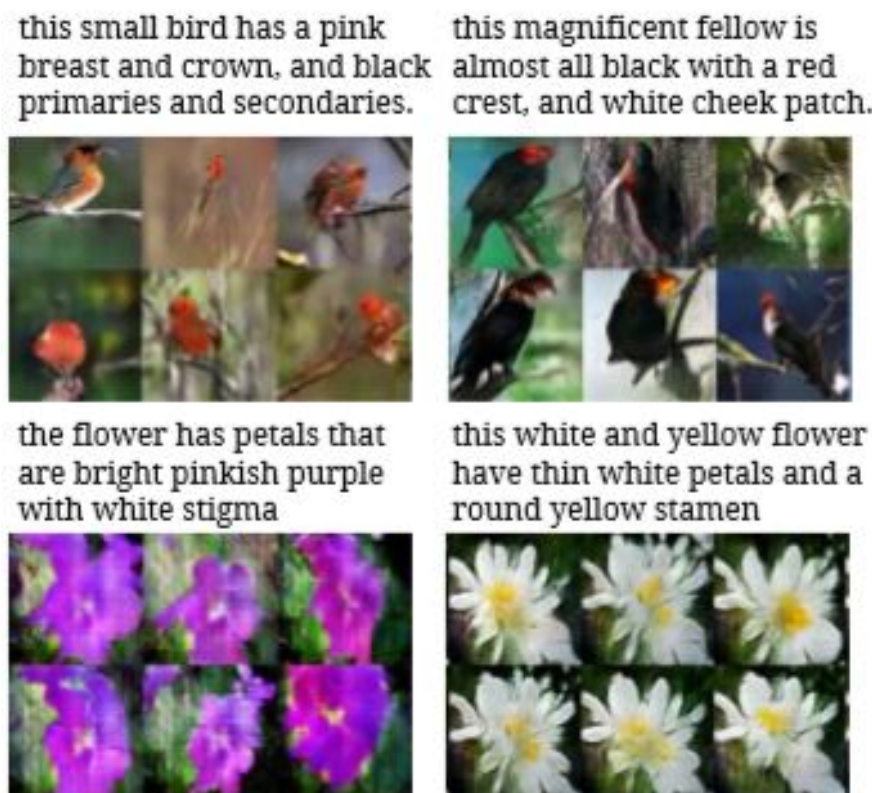 this small bird has a pink
breast and crown, and black
primaries and secondaries.
this magnificent fellow is
almost all black with a red
crest, and white cheek patch.
the flower has petals that
are bright pinkish purple
with white stigma
this white and yellow flower
have thin white petals and a
round yellow stamen